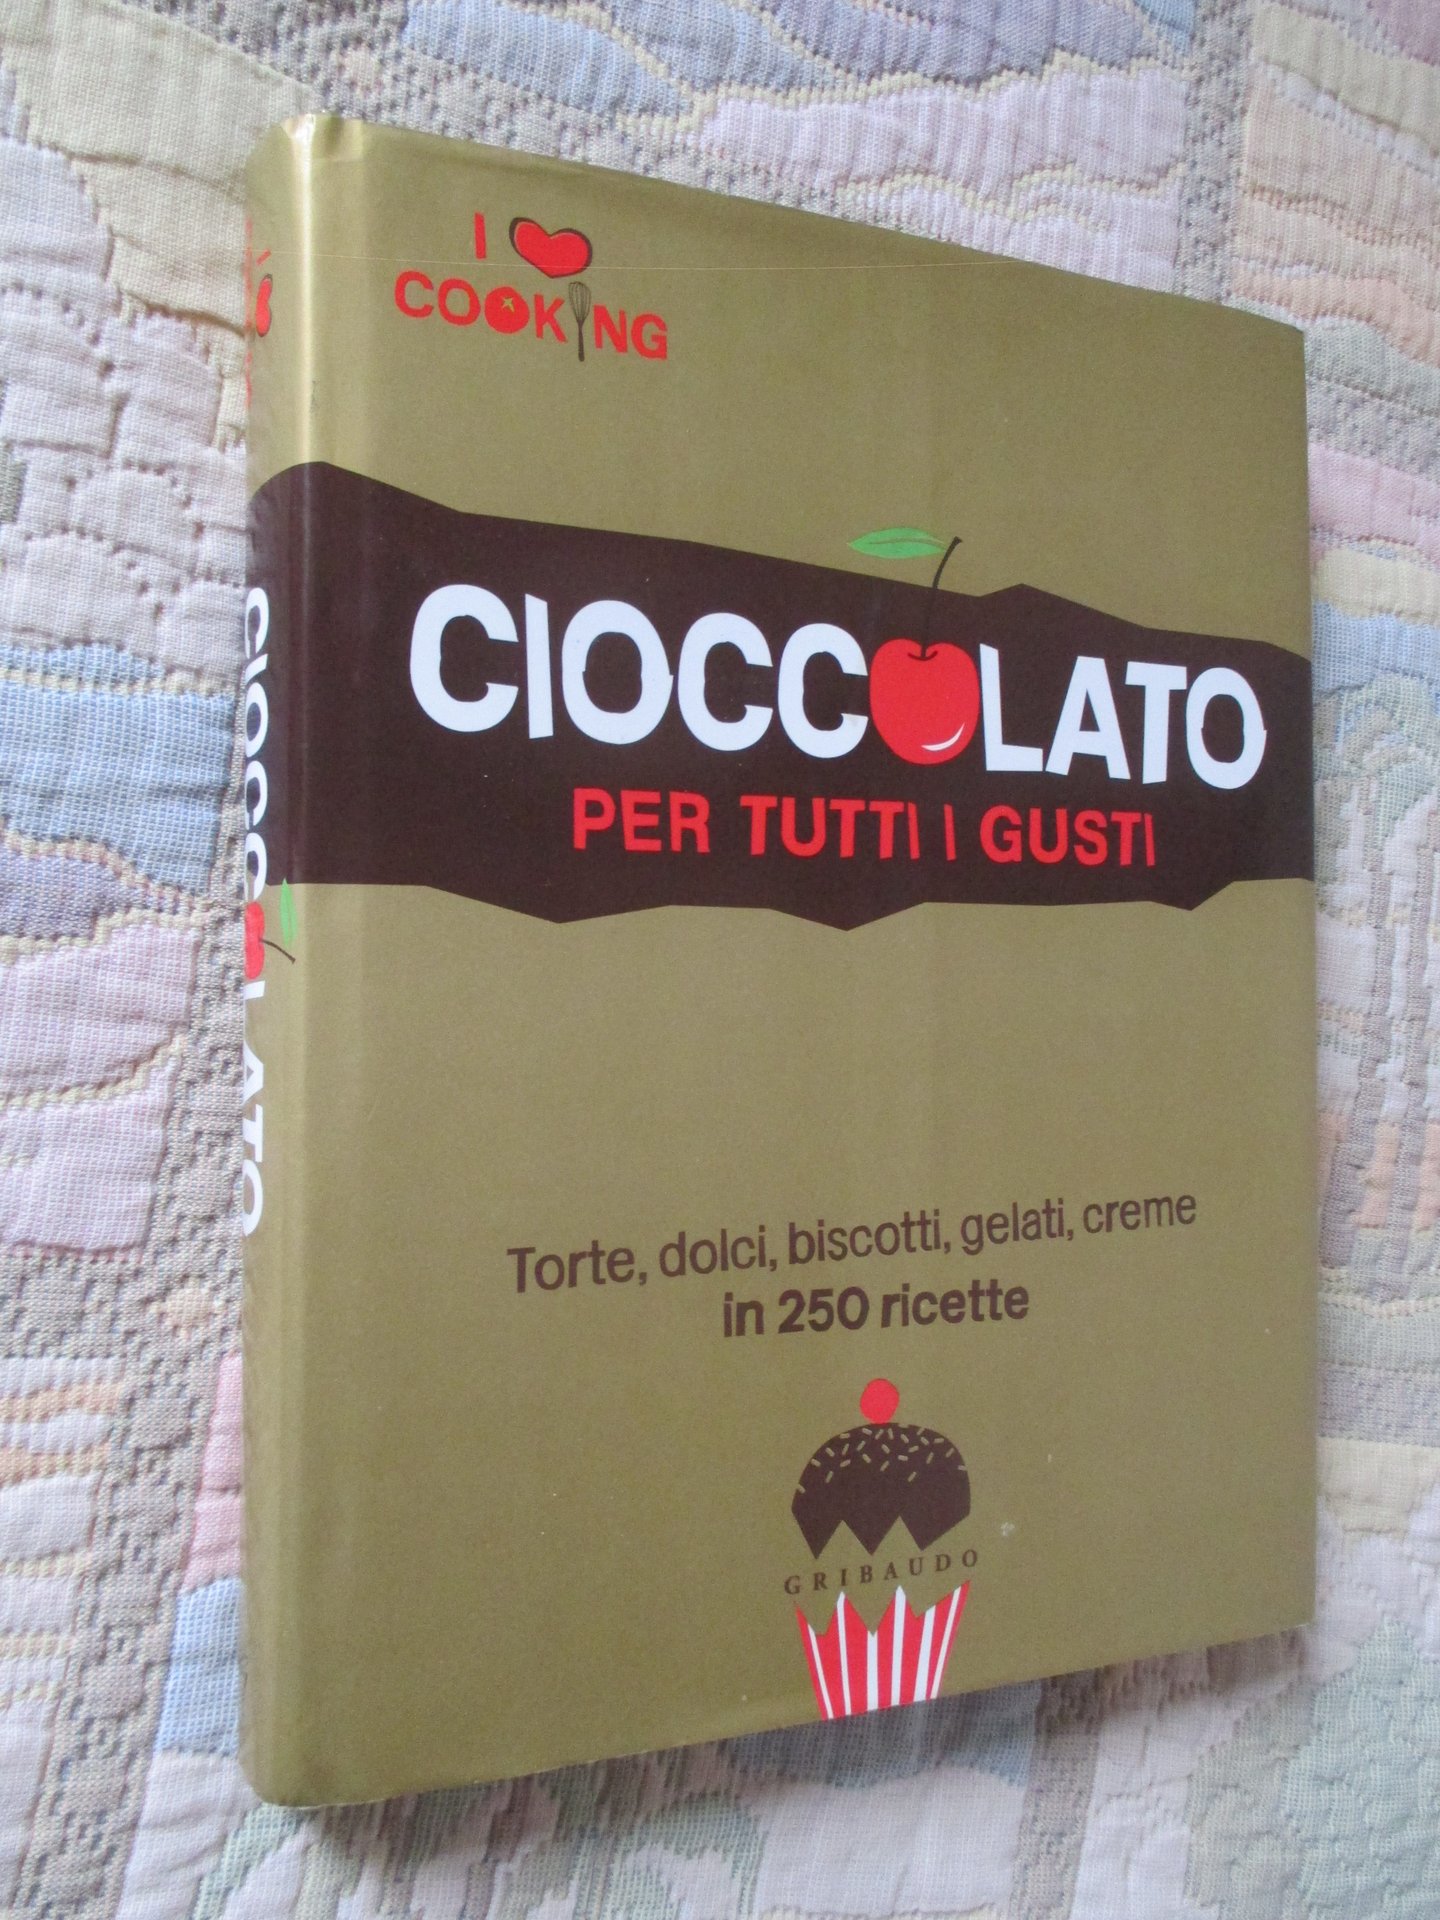 I
COOKING
CIOCCOLATO
PER TUTTI I GUSTI
Torte, dolci, biscotti, gelati, creme
in 250 ricette
GRIBAUDO
CIOCCOLATO